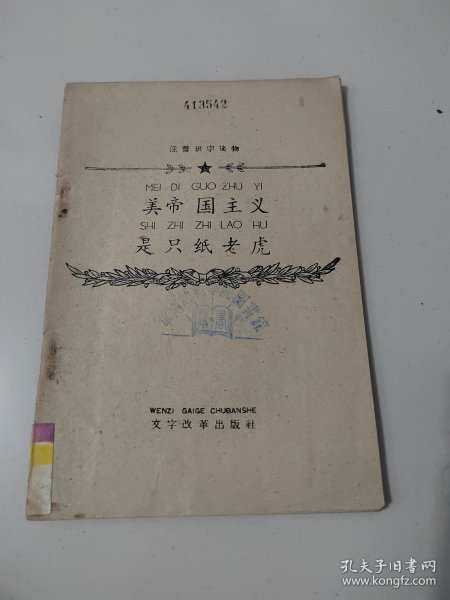 413542
注音识字读物
MEI DI GUO ZHU YI
美帝国主义
SHI ZHI ZHI LAO HU
是只纸老虎
WENZI GAIGE CHUBANSHE
文字改革出版社
孔夫子旧书网
www.kongfz.com